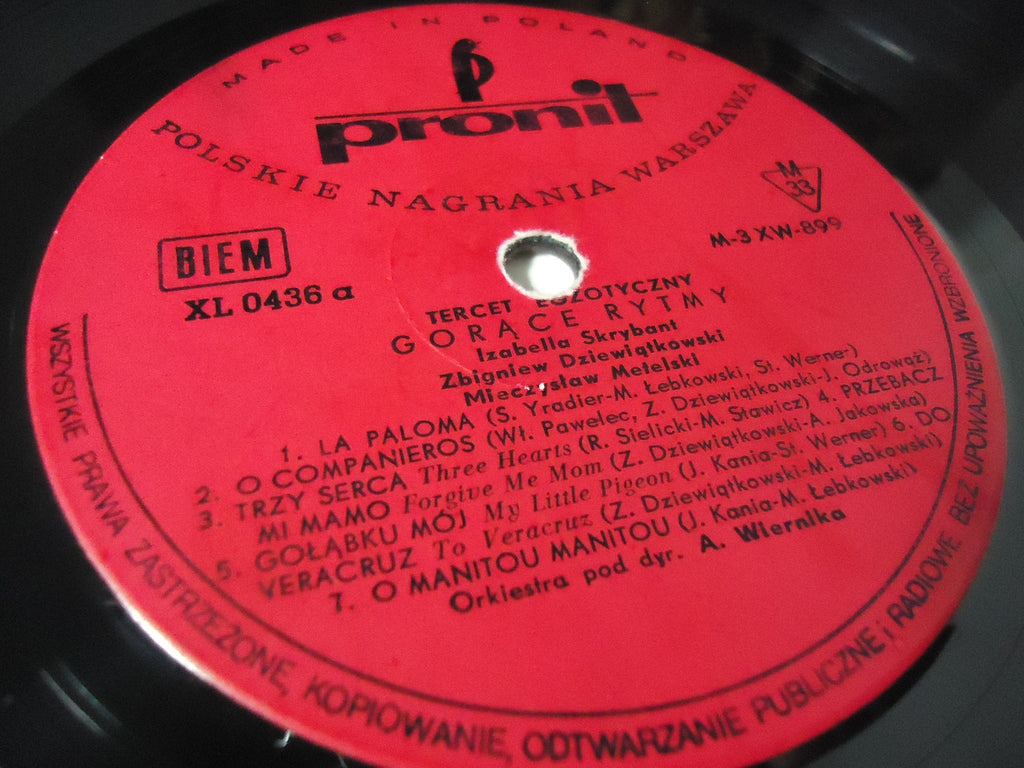 MADE IN POLAND
pronit
POLSKIE NAGRANIA WARSZAWA
M
33
BIEM
M-3 XW-899
XL 0436 a
TERCET EGZOTYCZNY
GORĄCE RYTMY
Izabella Skrybant
Zbigniew Dziewiątkowski
Mieczysław Metelski
1. LA PALOMA (S. Yradier-M. Łebkowski, St. Werner)
2. O COMPANIEROS (Wł. Pawelec, Z. Dziewiątkowski-J. Odrowąż)
3. TRZY SERCA Three Hearts (R. Sielicki-M. Stawicz) 4. PRZEBACZ
MI MAMO Forgive Me Mom (Z. Dziewiątkowski-A. Jakowska)
5. GOŁĄBKU MÓJ My Little Pigeon (J. Kania-St. Werner) 6. DO
VERACRUZ To Veracruz (Z. Dziewiątkowski-M. Łebkowski)
7. O MANITOU MANITOU (J. Kania-M. Łebkowski)
Orkiestra pod dyr. A. Wiernika
WSZYSTKIE PRAWA ZASTRZEŻONE, KOPIOWANIE, ODTWARZANIE PUBLICZNE i RADIOWE BEZ UPOWAŻNIENIA WZBRONIONE